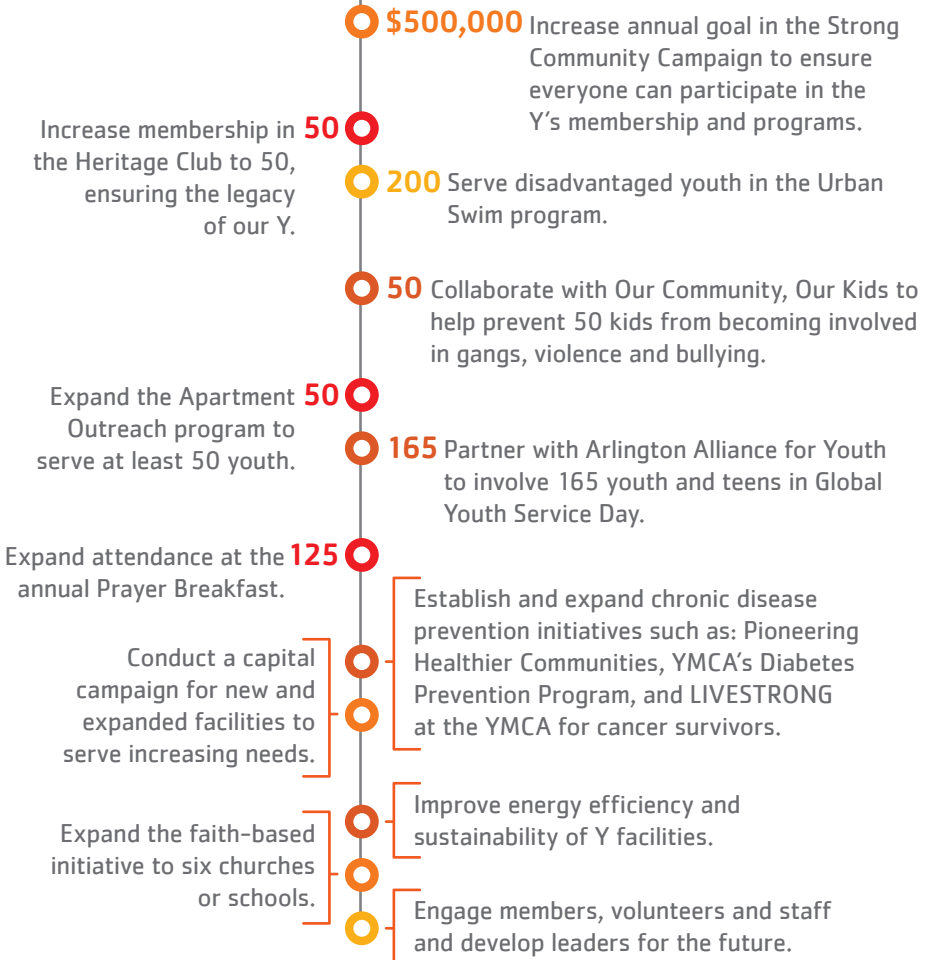 $500,000 Increase annual goal in the Strong
Community Campaign to ensure
everyone can participate in the
Y’s membership and programs.
Increase membership in 50
the Heritage Club to 50,
ensuring the legacy
of our Y.
200 Serve disadvantaged youth in the Urban
Swim program.
50 Collaborate with Our Community, Our Kids to
help prevent 50 kids from becoming involved
in gangs, violence and bullying.
Expand the Apartment 50
Outreach program to
serve at least 50 youth.
165 Partner with Arlington Alliance for Youth
to involve 165 youth and teens in Global
Youth Service Day.
Expand attendance at the 125
annual Prayer Breakfast.
Establish and expand chronic disease
prevention initiatives such as: Pioneering
Healthier Communities, YMCA’s Diabetes
Prevention Program, and LIVESTRONG
at the YMCA for cancer survivors.
Conduct a capital
campaign for new and
expanded facilities to
serve increasing needs.
Improve energy efficiency and
sustainability of Y facilities.
Expand the faith-based
initiative to six churches
or schools.
Engage members, volunteers and staff
and develop leaders for the future.